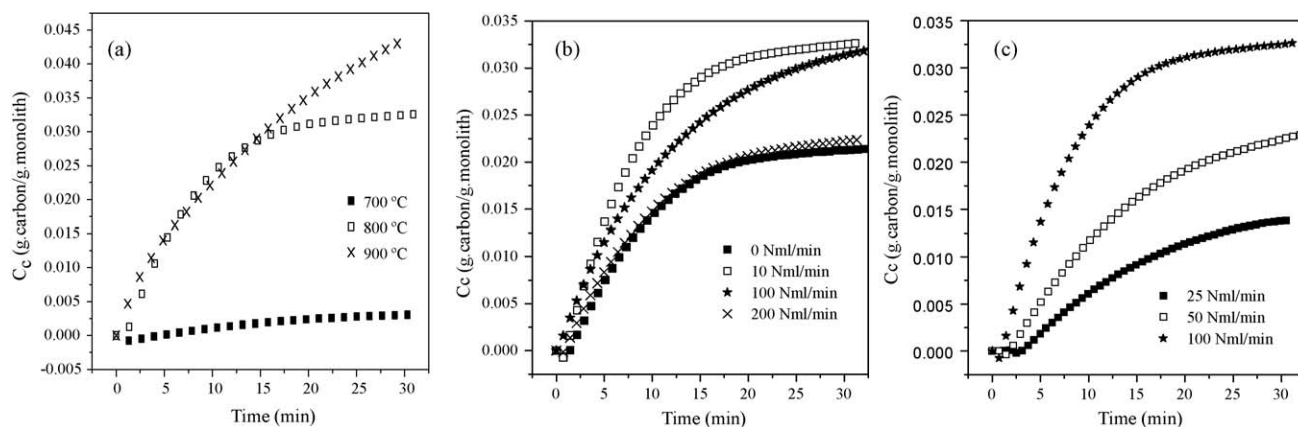 (a)
C_c (g.carbon/g.monolith)
0.045
0.040
0.035
0.030
0.025
0.020
0.015
0.010
0.005
0.000
-0.005
700 °C
800 °C
900 °C
0 5 10 15 20 25 30
Time (min)
(b)
Cc (g.carbon/g.monolith)
0.035
0.030
0.025
0.020
0.015
0.010
0.005
0.000
0 Nml/min
10 Nml/min
100 Nml/min
200 Nml/min
0 5 10 15 20 25 30
Time (min)
(c)
Cc (g.carbon/g.monolith)
0.035
0.030
0.025
0.020
0.015
0.010
0.005
0.000
25 Nml/min
50 Nml/min
100 Nml/min
0 5 10 15 20 25 30
Time (min)